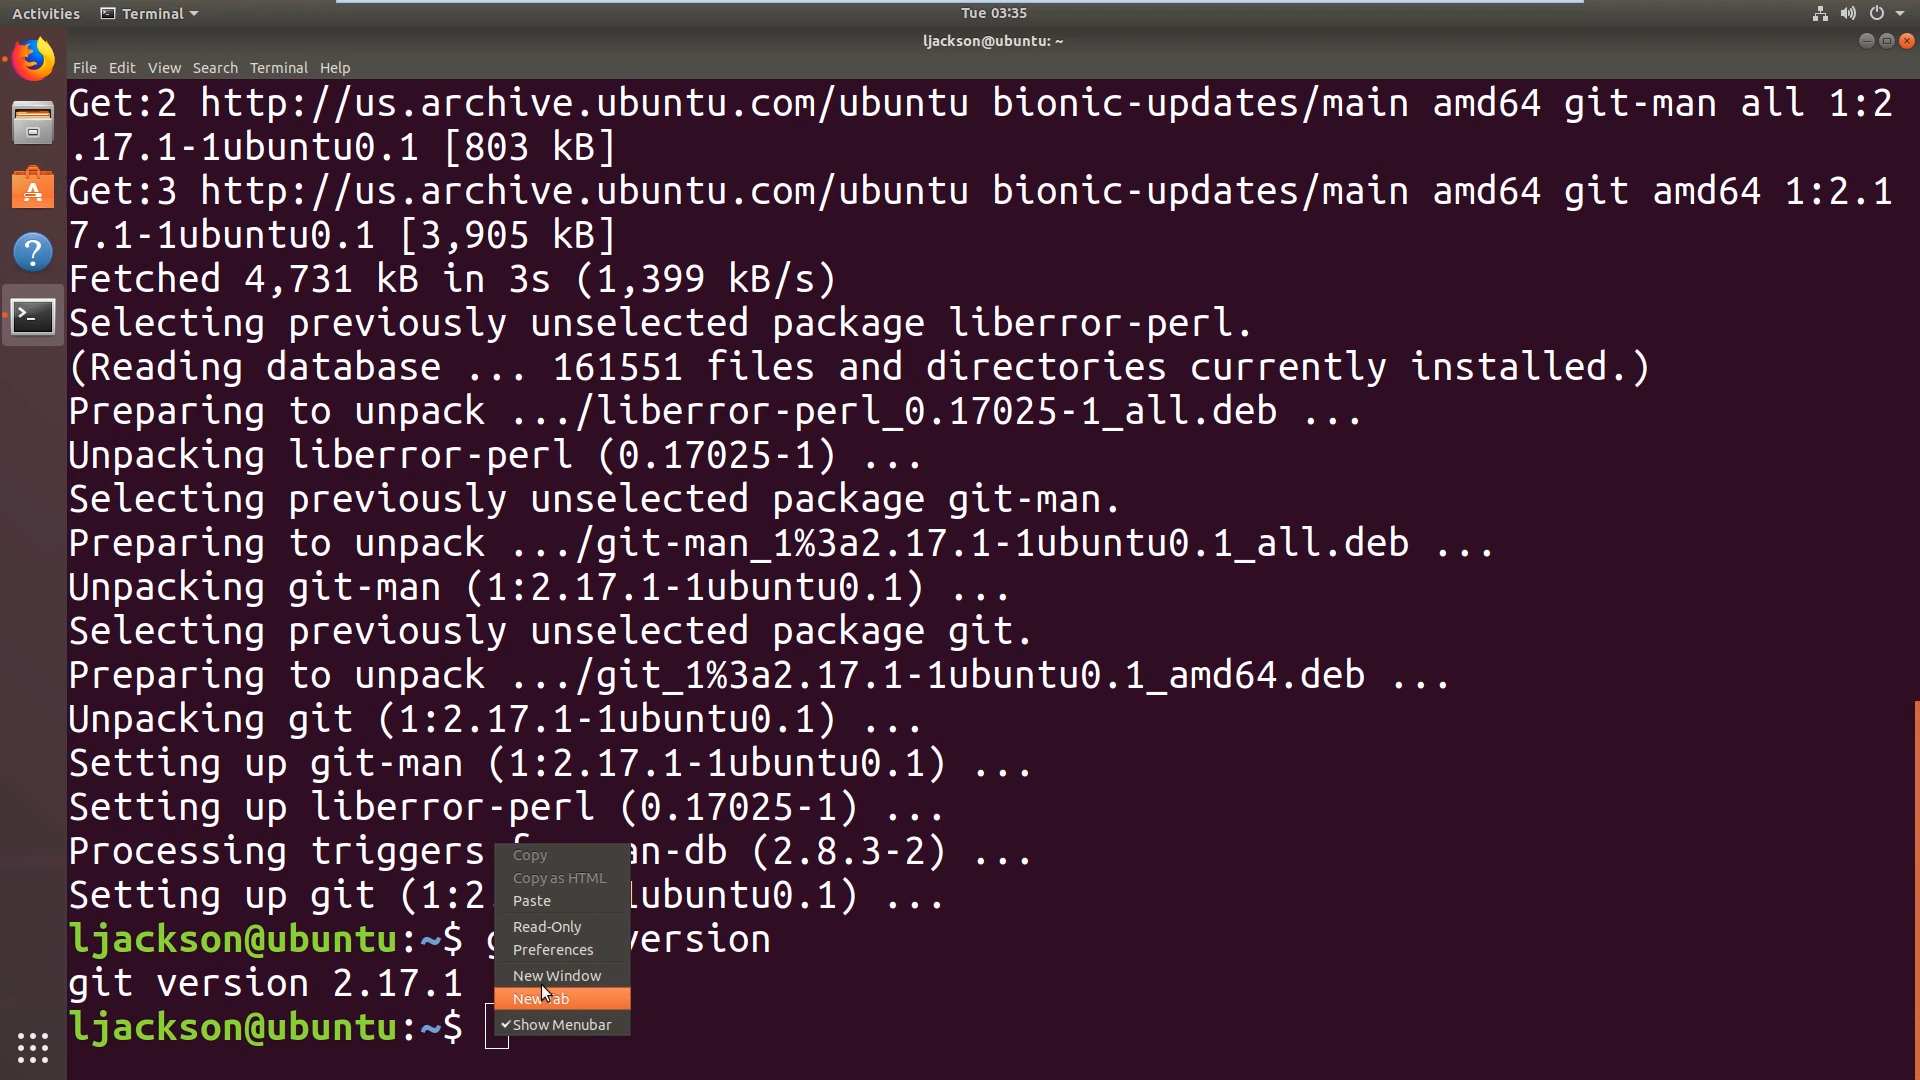 Activities Terminal Tue 03:35
ljackson@ubuntu: ~
File Edit View Search Terminal Help
Get:2 http://us.archive.ubuntu.com/ubuntu bionic-updates/main amd64 git-man all 1:2
.17.1-1ubuntu0.1 [803 kB]
Get:3 http://us.archive.ubuntu.com/ubuntu bionic-updates/main amd64 git amd64 1:2.1
7.1-1ubuntu0.1 [3,905 kB]
Fetched 4,731 kB in 3s (1,399 kB/s)
Selecting previously unselected package liberror-perl.
(Reading database ... 161551 files and directories currently installed.)
Preparing to unpack .../liberror-perl_0.17025-1_all.deb ...
Unpacking liberror-perl (0.17025-1) ...
Selecting previously unselected package git-man.
Preparing to unpack .../git-man_1%3a2.17.1-1ubuntu0.1_all.deb ...
Unpacking git-man (1:2.17.1-1ubuntu0.1) ...
Selecting previously unselected package git.
Preparing to unpack .../git_1%3a2.17.1-1ubuntu0.1_amd64.deb ...
Unpacking git (1:2.17.1-1ubuntu0.1) ...
Setting up git-man (1:2.17.1-1ubuntu0.1) ...
Setting up liberror-perl (0.17025-1) ...
Processing triggers an-db (2.8.3-2) ...
Setting up git (1:2 ubuntu0.1) ...
ljackson@ubuntu:~$ version
git version 2.17.1
ljackson@ubuntu:~$
Copy
Copy as HTML
Paste
Read-Only
Preferences
New Window
New Tab
Show Menubar